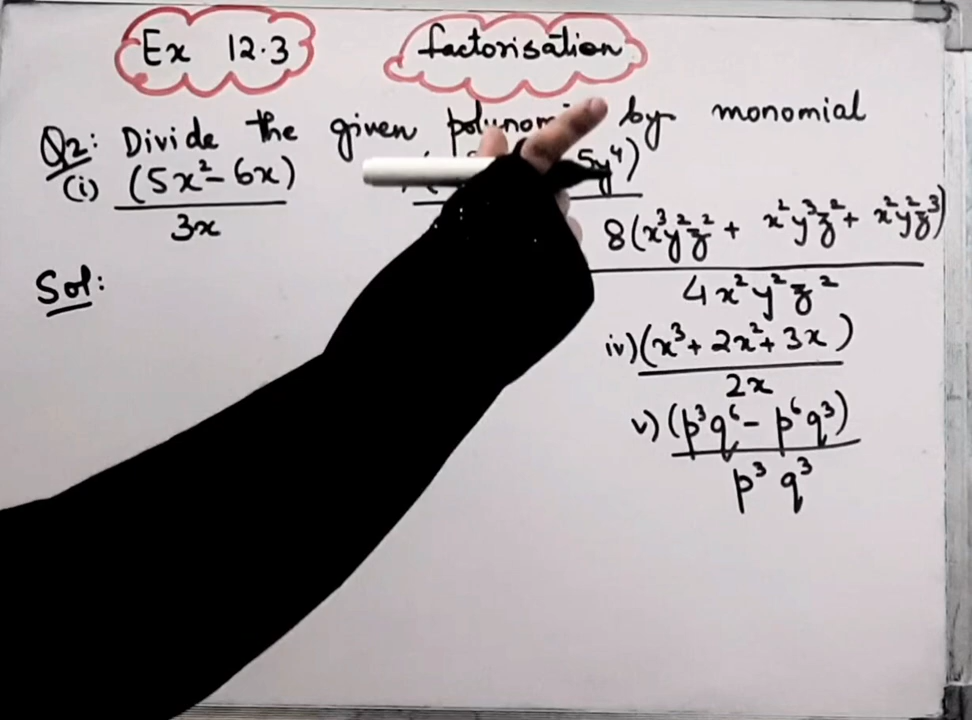 Ex 12.3
factorisation
Q2: Divide the given by monomial
(i) (5x² - 6x) / 3x
5y⁴)
8(x³y²z² + x²y³z² + x²y²z³) / 4x²y²z²
iv) (x³ + 2x² + 3x) / 2x
v) (p³q⁶ - p⁶q³) / p³q³
Sol: